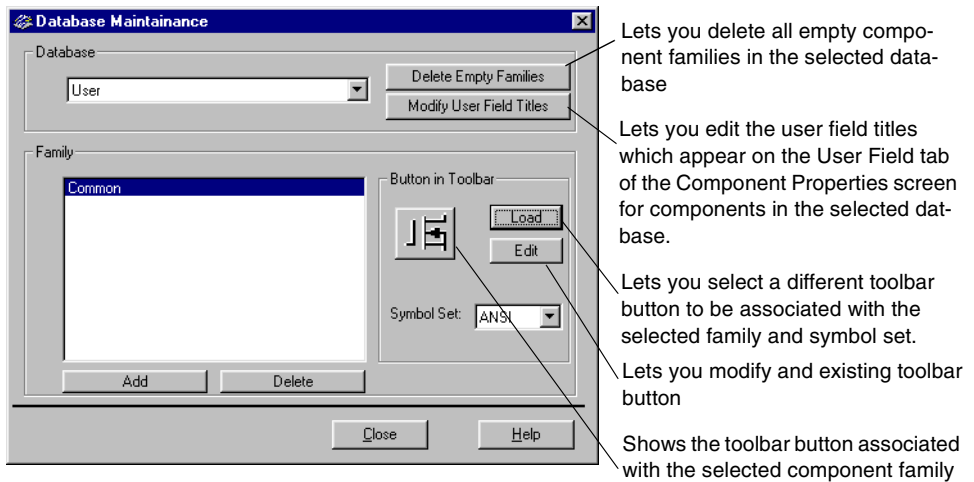 Database Maintainance
Database
User
Delete Empty Families
Modify User Field Titles
Family
Common
Button in Toolbar
Load
Edit
Symbol Set:
ANSI
Add
Delete
Close
Help
Lets you delete all empty compo-
nent families in the selected data-
base
Lets you edit the user field titles
which appear on the User Field tab
of the Component Properties screen
for components in the selected dat-
base.
Lets you select a different toolbar
button to be associated with the
selected family and symbol set.
Lets you modify and existing toolbar
button
Shows the toolbar button associated
with the selected component family